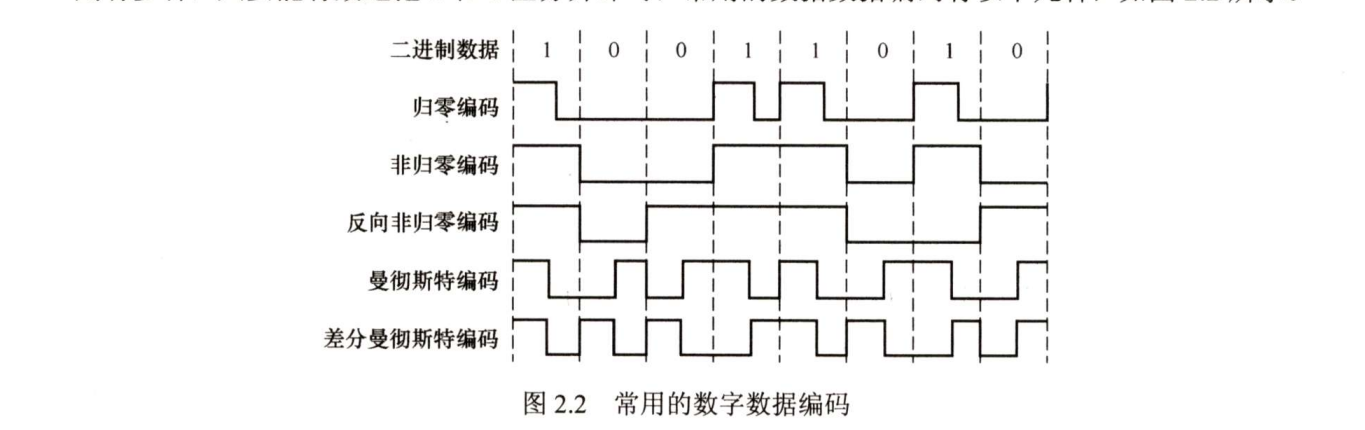 二进制数据 1 0 0 1 1 0 1 0
归零编码
非归零编码
反向非归零编码
曼彻斯特编码
差分曼彻斯特编码
图 2.2 常用的数字数据编码